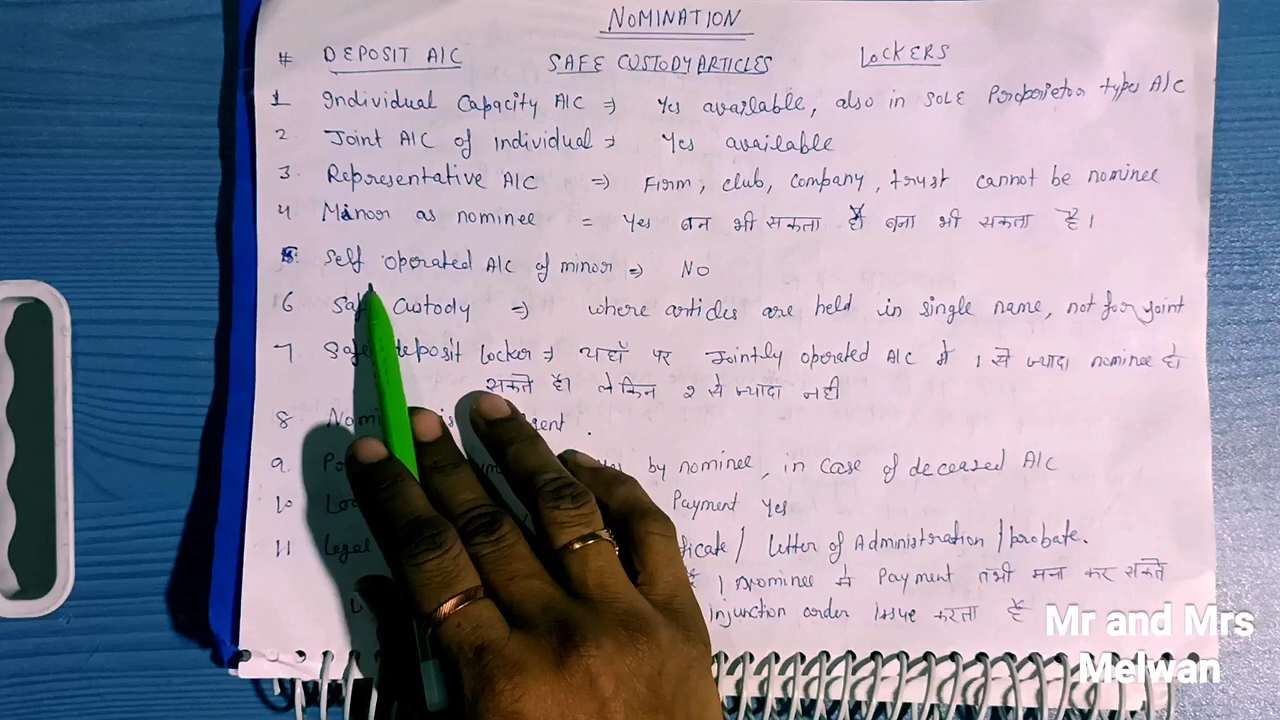 NOMINATION
# DEPOSIT A/C SAFE CUSTODY ARTICLES LOCKERS
1 Individual Capacity A/C ⇒ Yes available, also in SOLE Poroprietor type A/C
2 Joint A/C of individual ⇒ Yes available
3. Representative A/C ⇒ Firm, club, company, trust cannot be nominee
4 Minor as nominee = Yes बन भी सकता है बना भी सकता है।
5. Self operated A/C of minor ⇒ No
6 Custody ⇒ where articles are held in single name, not for joint
7 Safe deposit locker ⇒ यहाँ पर Jointly operated A/C मे 1 से ज्यादा nominee हो
सकते है। लेकिन 2 से ज्यादा नही
8
9. by nominee, in case of deceased A/C
10 Payment Yes
11 Legal / Letter of Administration / probate.
। Nominee मे Payment तभी मना कर सकते
injunction order Issue करता है
Mr and Mrs
Melwan